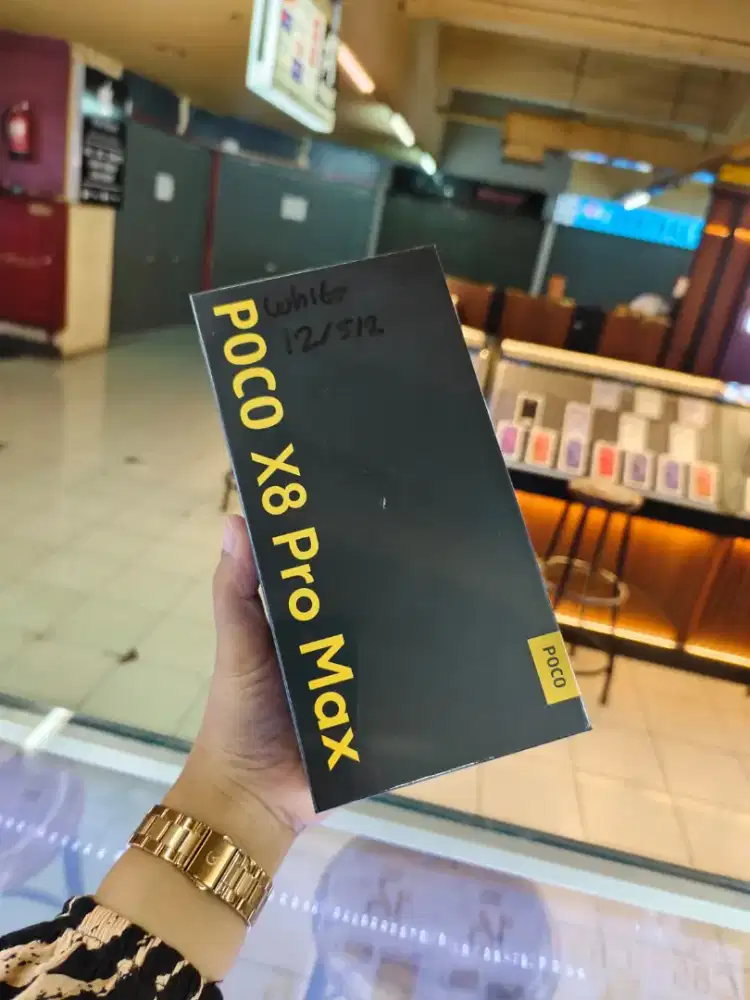 White
12/512
POCO X8 Pro Max
POCO